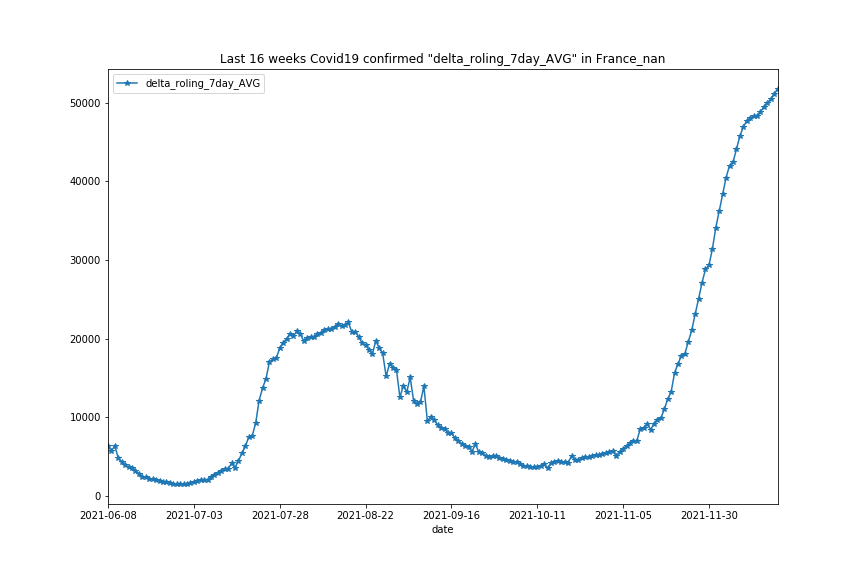 Last 16 weeks Covid19 confirmed "delta_roling_7day_AVG" in France_nan
delta_roling_7day_AVG
50000
40000
30000
20000
10000
0
2021-06-08 2021-07-03 2021-07-28 2021-08-22 2021-09-16 2021-10-11 2021-11-05 2021-11-30
date